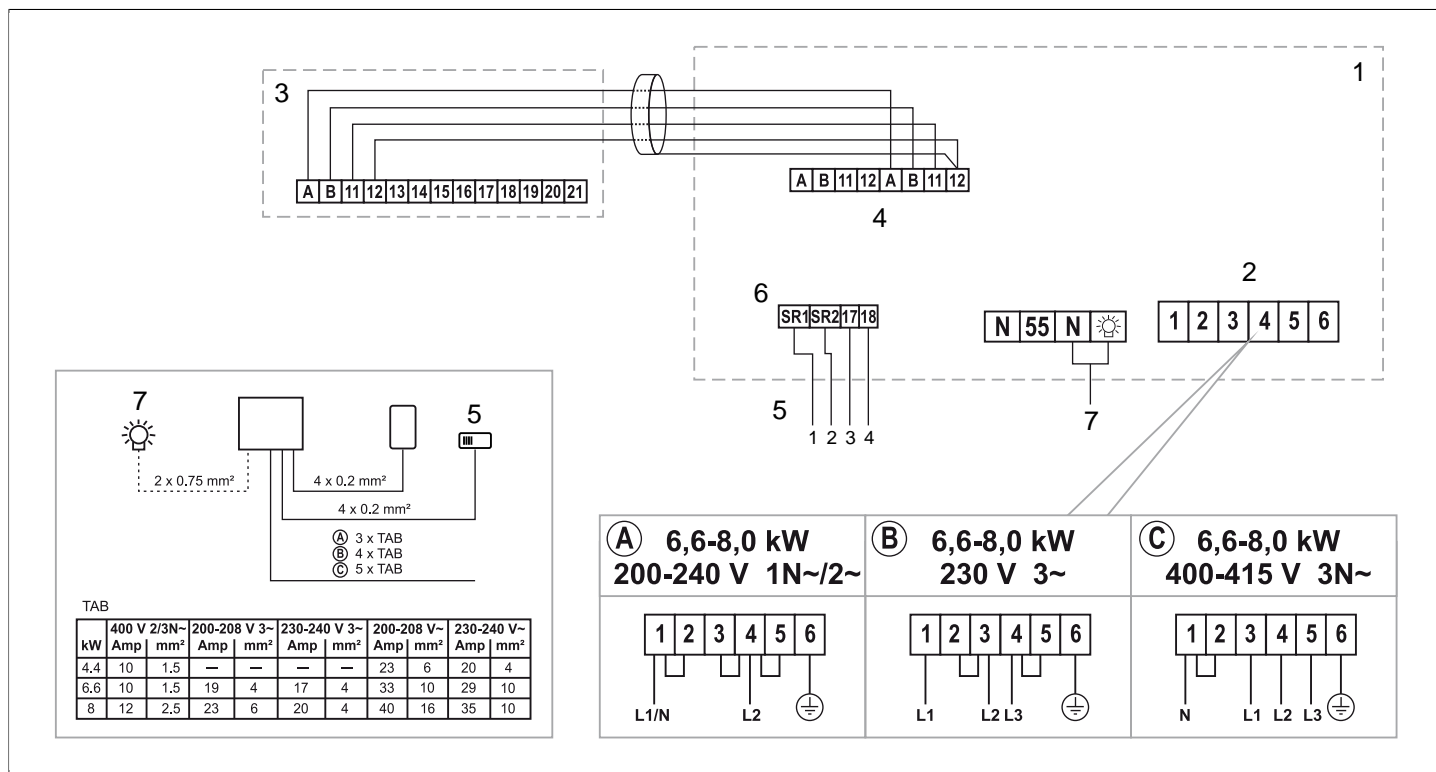 1
3
A B 11 12 13 14 15 16 17 18 19 20 21
A B 11 12 A B 11 12
4
2
6
SR1 SR2 17 18
N 55 N
1 2 3 4 5 6
5
1 2 3 4
7
7
5
2 x 0.75 mm²
4 x 0.2 mm²
4 x 0.2 mm²
A 3 x TAB
B 4 x TAB
C 5 x TAB
TAB
kW 400 V 2/3N~ 200-208 V 3~ 230-240 V 3~ 200-208 V~ 230-240 V~
Amp mm² Amp mm² Amp mm² Amp mm² Amp mm²
4.4 10 1.5 — — — — 23 6 20 4
6.6 10 1.5 19 4 17 4 33 10 29 10
8 12 2.5 23 6 20 4 40 16 35 10
A 6,6-8,0 kW
200-240 V 1N~/2~
1 2 3 4 5 6
L1/N L2
B 6,6-8,0 kW
230 V 3~
1 2 3 4 5 6
L1 L2 L3
C 6,6-8,0 kW
400-415 V 3N~
1 2 3 4 5 6
N L1 L2 L3